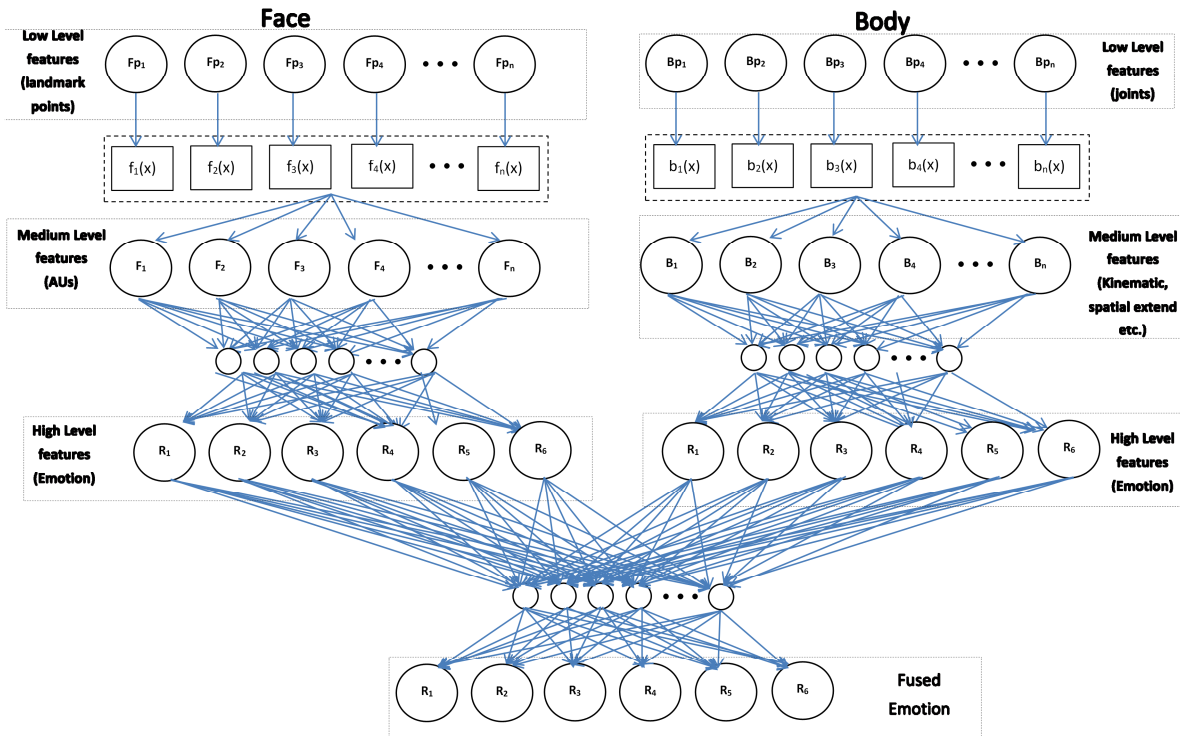 Face
Low Level
features
(landmark
points)
Fp1 Fp2 Fp3 Fp4 • • • Fpn
f1(x) f2(x) f3(x) f4(x) • • • fn(x)
Medium Level
features
(AUs)
F1 F2 F3 F4 • • • Fn
• • •
High Level
features
(Emotion)
R1 R2 R3 R4 R5 R6
Body
Bp1 Bp2 Bp3 Bp4 • • • Bpn
Low Level
features
(joints)
b1(x) b2(x) b3(x) b4(x) • • • bn(x)
B1 B2 B3 B4 • • • Bn
Medium Level
features
(Kinematic,
spatial extend
etc.)
• • •
R1 R2 R3 R4 R5 R6
High Level
features
(Emotion)
• • •
R1 R2 R3 R4 R5 R6
Fused
Emotion